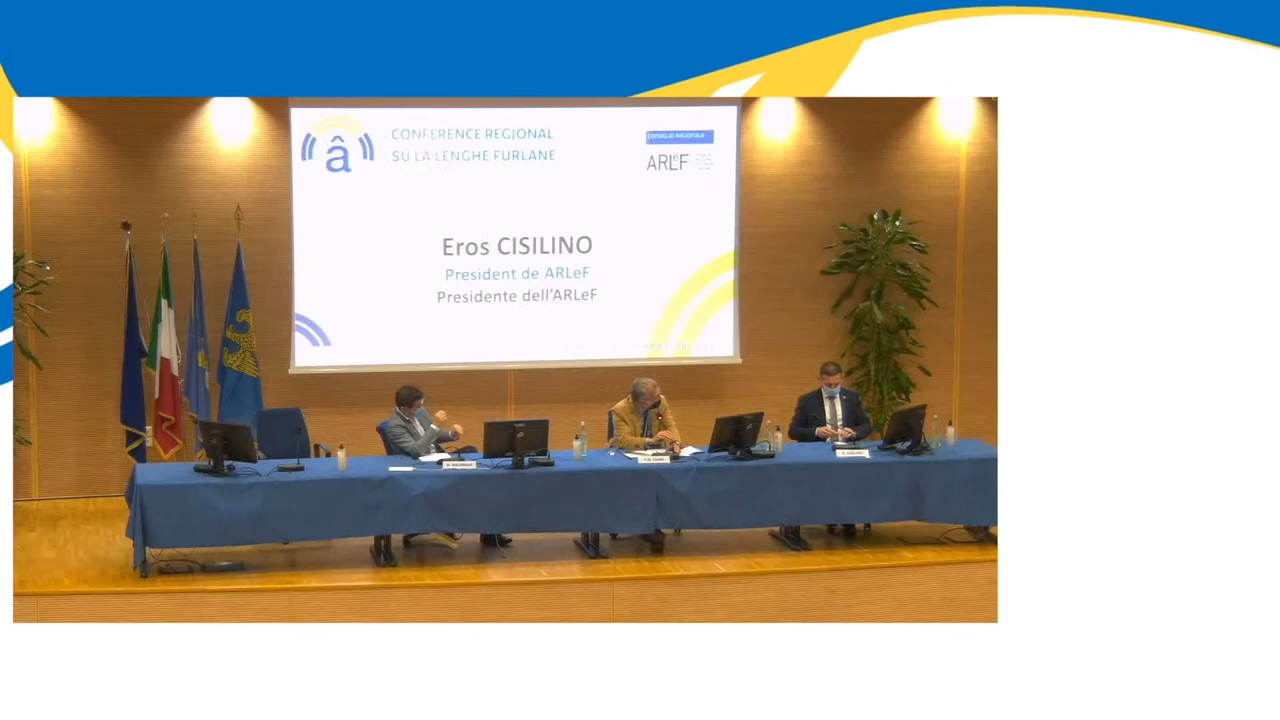 â
CONFERENCE REGJONAL
SU LA LENGHE FURLANE
CONSIGLIO REGIONALE
ARLeF
Eros CISILINO
President de ARLeF
Presidente dell'ARLeF